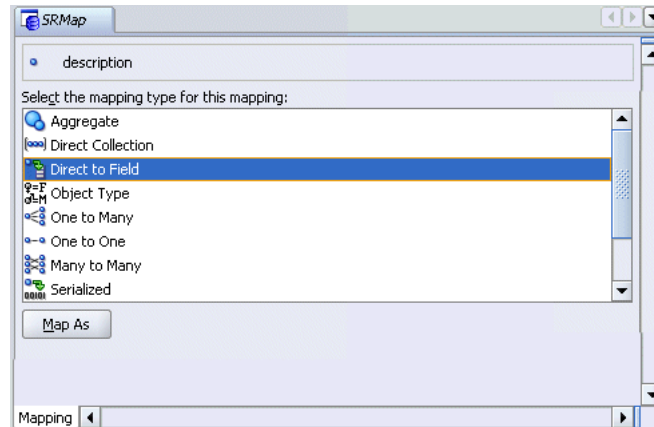 SRMap
description
Select the mapping type for this mapping:
Aggregate
Direct Collection
Direct to Field
Object Type
One to Many
One to One
Many to Many
Serialized
Map As
Mapping